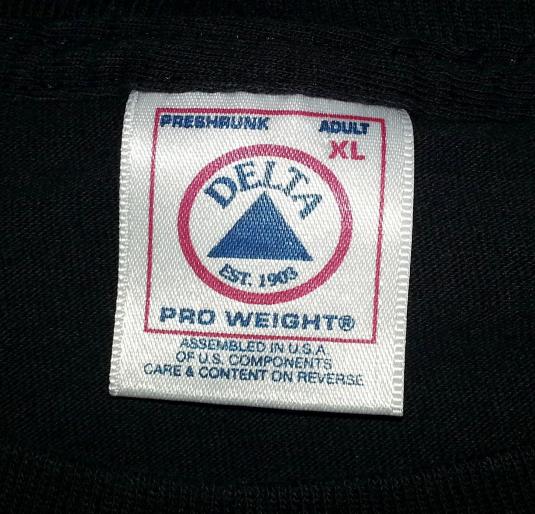 PRESHRUNK ADULT
XL
DELTA
EST. 1903
PRO WEIGHT®
ASSEMBLED IN U.S.A
OF U.S. COMPONENTS
CARE & CONTENT ON REVERSE